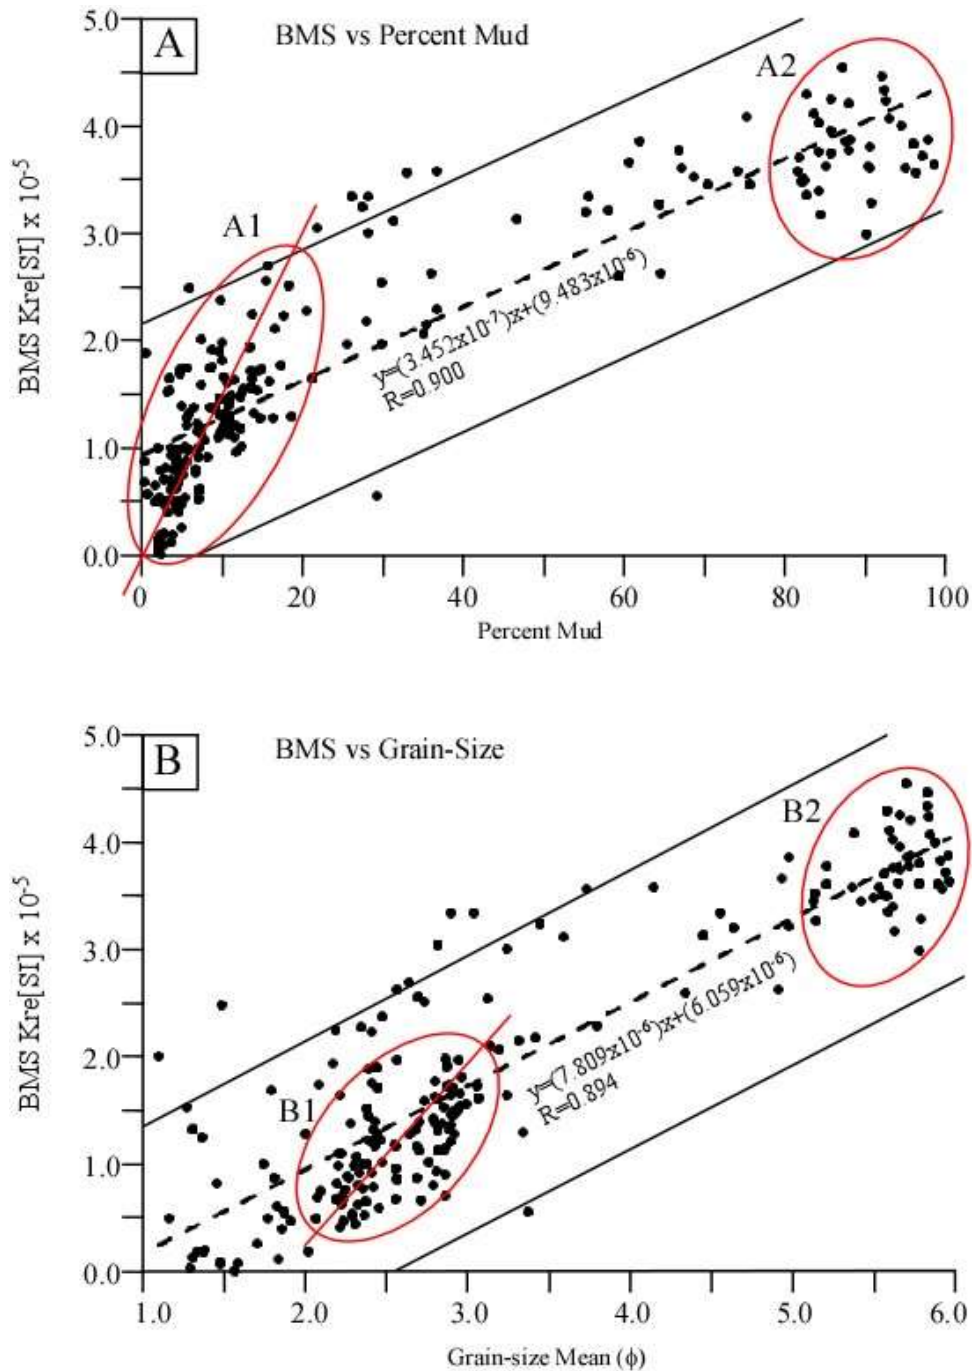 A
BMS vs Percent Mud
A1
A2
5.0
4.0
3.0
2.0
1.0
0.0
BMS Kre[SI] x 10⁻⁵
y=(3.452x10⁻⁷)x+(9.483x10⁻⁶)
R=0.900
0 20 40 60 80 100
Percent Mud
B
BMS vs Grain-Size
B1
B2
5.0
4.0
3.0
2.0
1.0
0.0
BMS Kre[SI] x 10⁻⁵
y=(7.809x10⁻⁶)x+(6.059x10⁻⁶)
R=0.894
1.0 2.0 3.0 4.0 5.0 6.0
Grain-size Mean (ϕ)